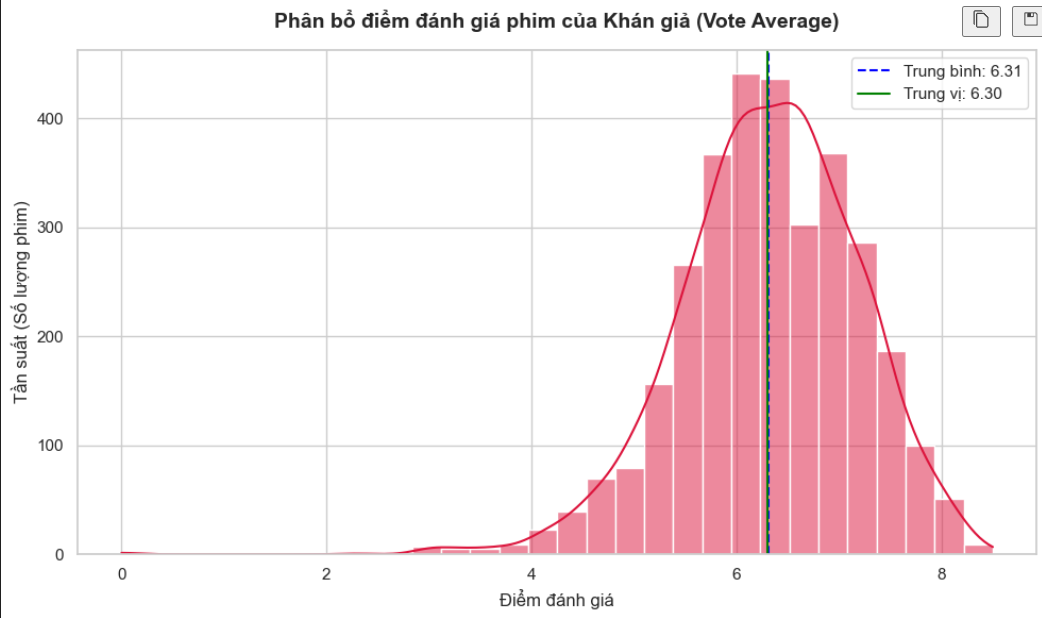 Phân bổ điểm đánh giá phim của Khán giả (Vote Average)
Trung bình: 6.31
Trung vị: 6.30
Tần suất (Số lượng phim)
400
300
200
100
0
0 2 4 6 8
Điểm đánh giá